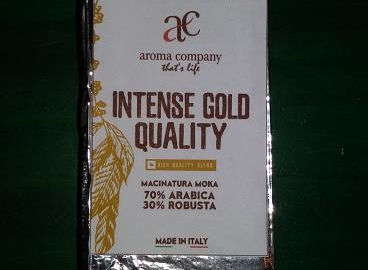 ac
aroma company
that's life
INTENSE GOLD
QUALITY
HIGH QUALITY BLEND
MACINATURA MOKA
70% ARABICA
30% ROBUSTA
MADE IN ITALY